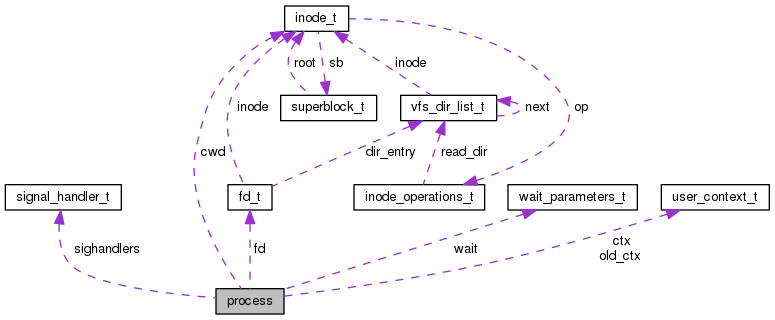 inode_t
root
sb
inode
superblock_t
vfs_dir_list_t
next
inode
op
cwd
dir_entry
read_dir
signal_handler_t
fd_t
inode_operations_t
wait_parameters_t
user_context_t
sighandlers
fd
wait
ctx
old_ctx
process